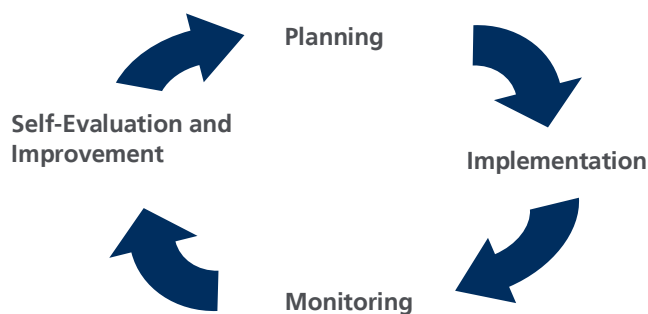 Planning
Self-Evaluation and
Improvement
Implementation
Monitoring